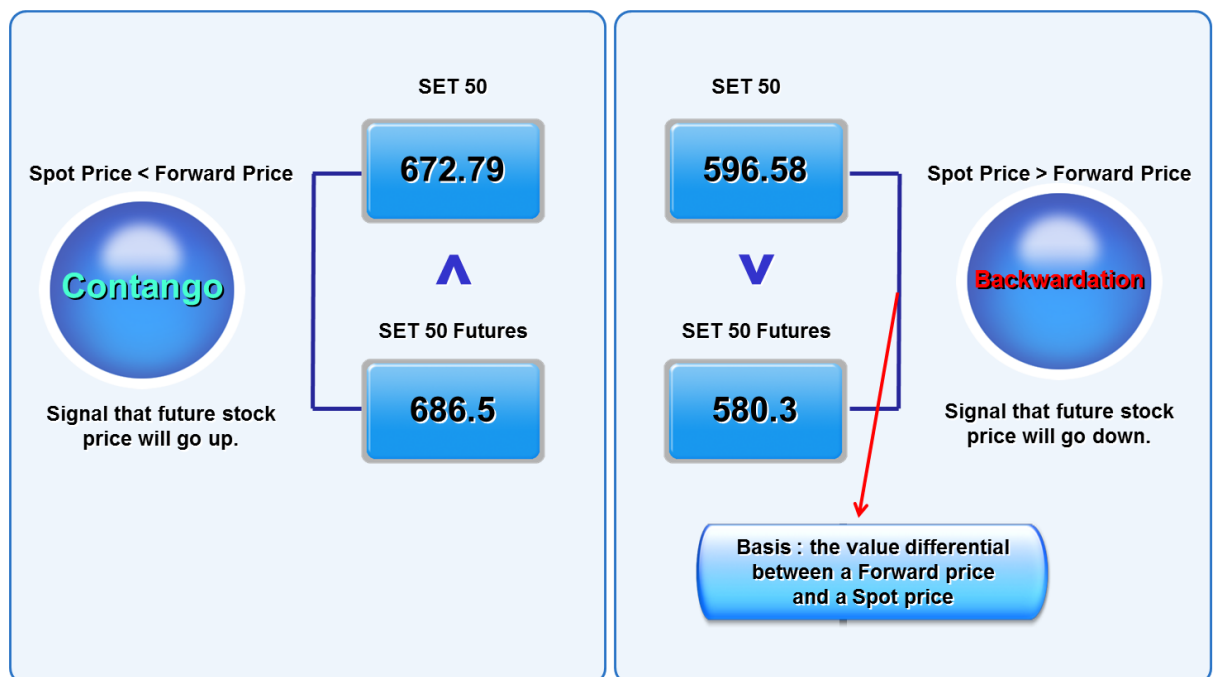 SET 50
672.79
Spot Price < Forward Price
Contango
Signal that future stock
price will go up.
SET 50 Futures
686.5
SET 50
596.58
Spot Price > Forward Price
Backwardation
Signal that future stock
price will go down.
SET 50 Futures
580.3
Basis : the value differential
between a Forward price
and a Spot price